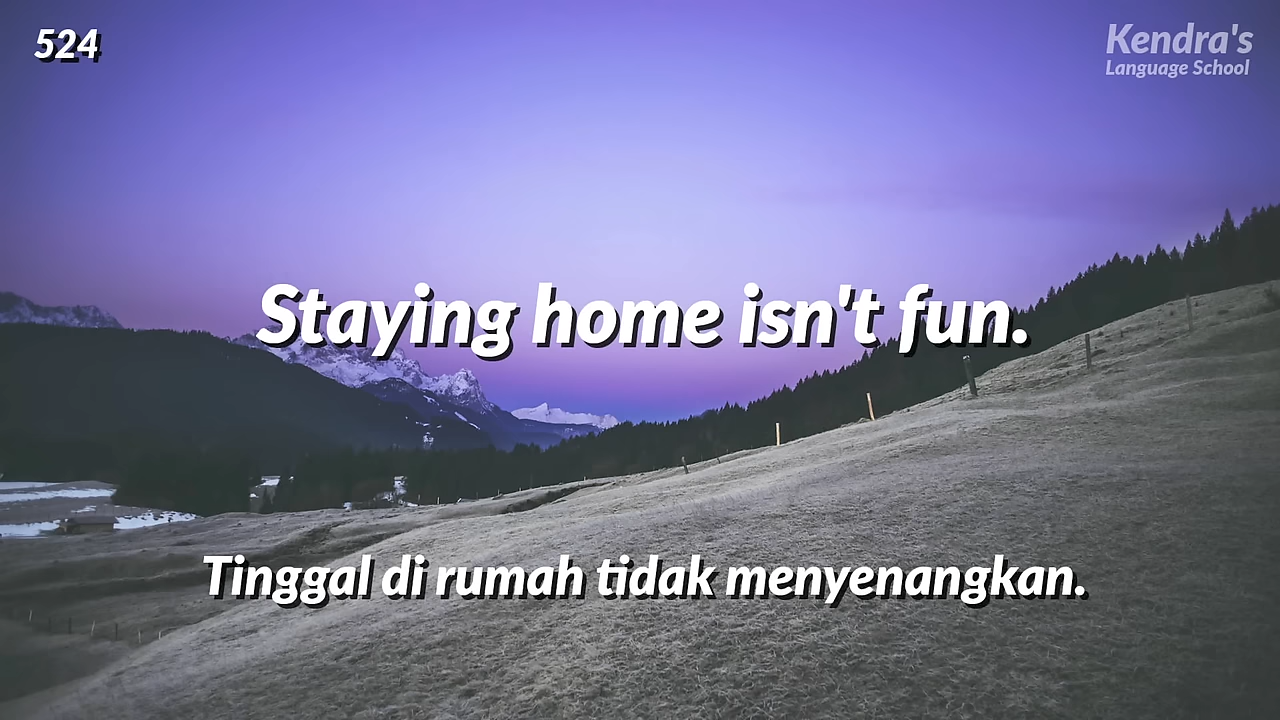 524
Kendra's
Language School
Staying home isn't fun.
Tinggal di rumah tidak menyenangkan.